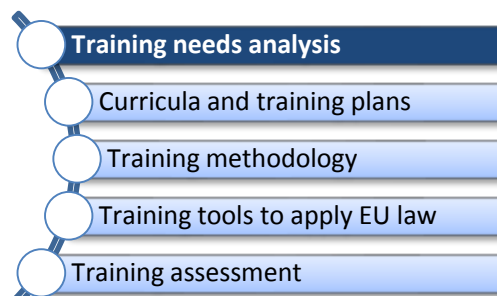 Training needs analysis
Curricula and training plans
Training methodology
Training tools to apply EU law
Training assessment